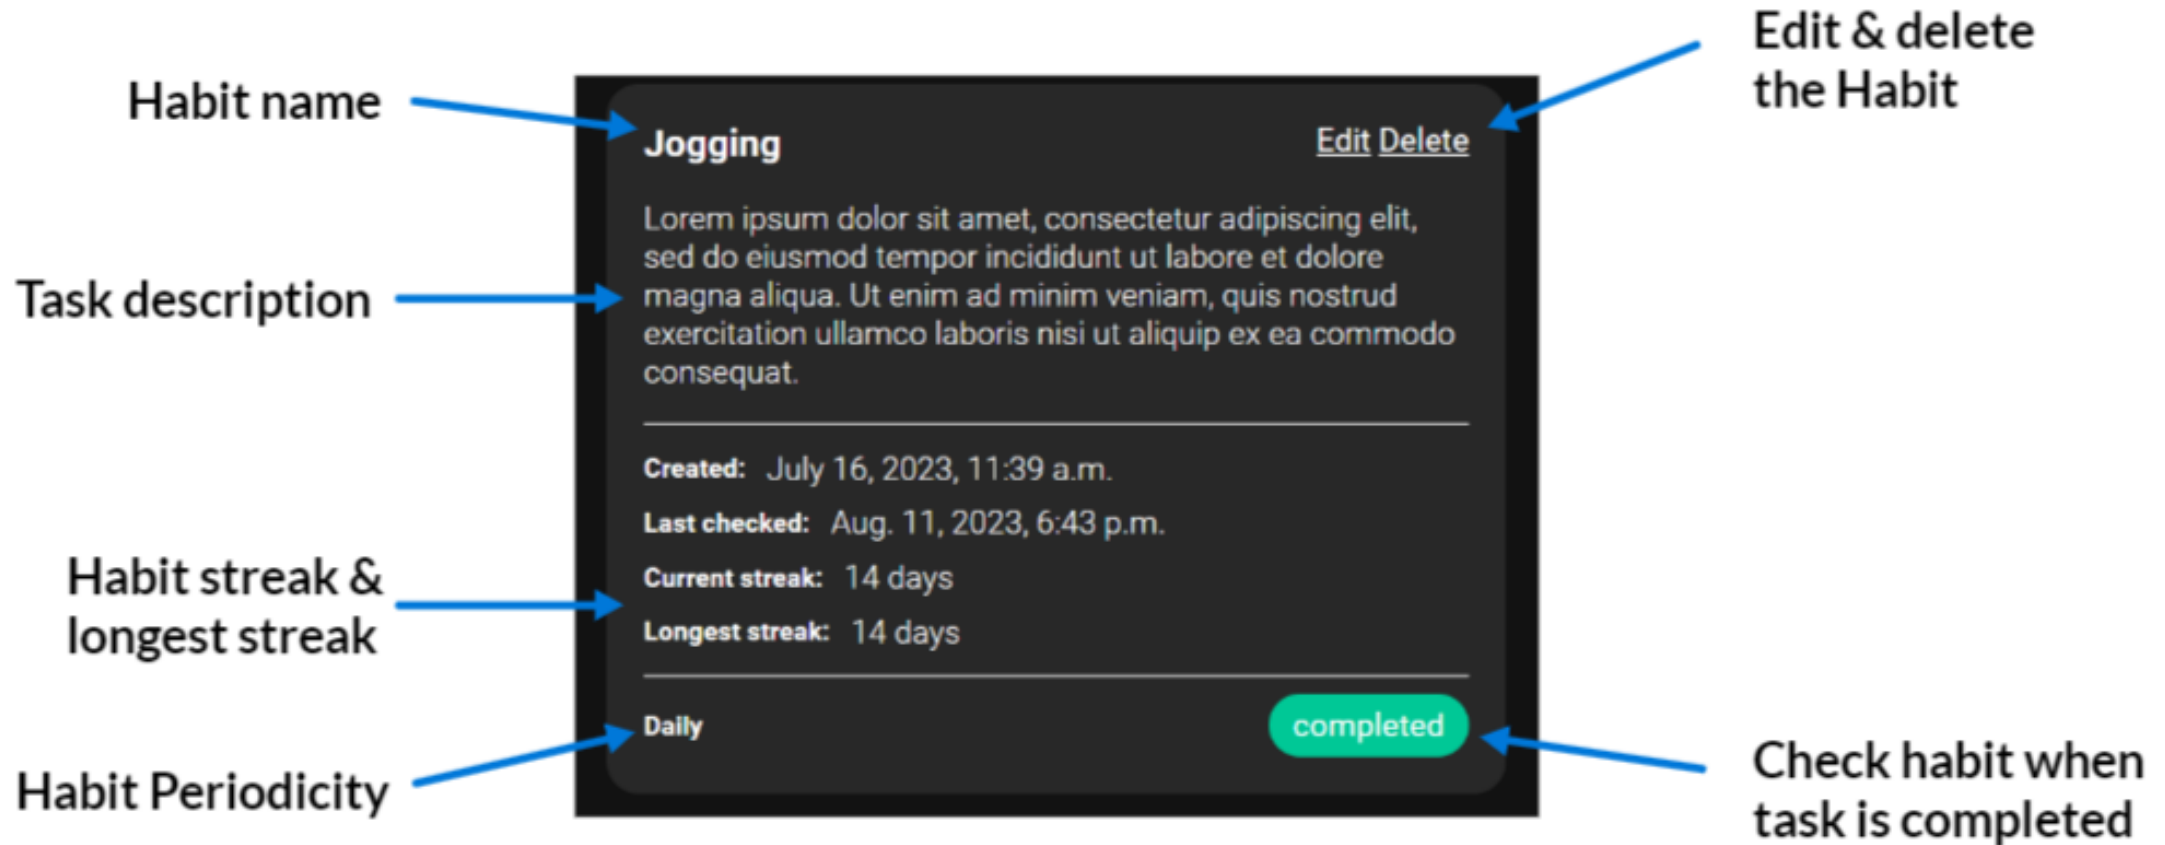 Edit & delete
the Habit
Habit name
Jogging
Edit Delete
Lorem ipsum dolor sit amet, consectetur adipiscing elit,
sed do eiusmod tempor incididunt ut labore et dolore
magna aliqua. Ut enim ad minim veniam, quis nostrud
exercitation ullamco laboris nisi ut aliquip ex ea commodo
consequat.
Task description
Created: July 16, 2023, 11:39 a.m.
Last checked: Aug. 11, 2023, 6:43 p.m.
Current streak: 14 days
Longest streak: 14 days
Habit streak &
longest streak
Daily
completed
Habit Periodicity
Check habit when
task is completed